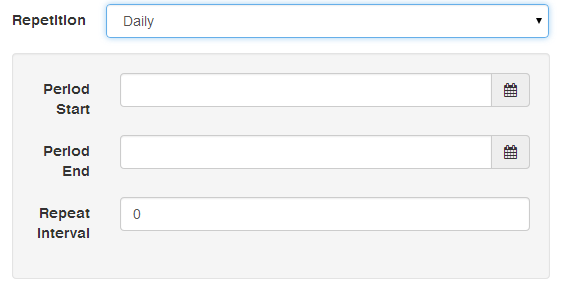 Repetition Daily
Period
Start
Period
End
Repeat
Interval 0